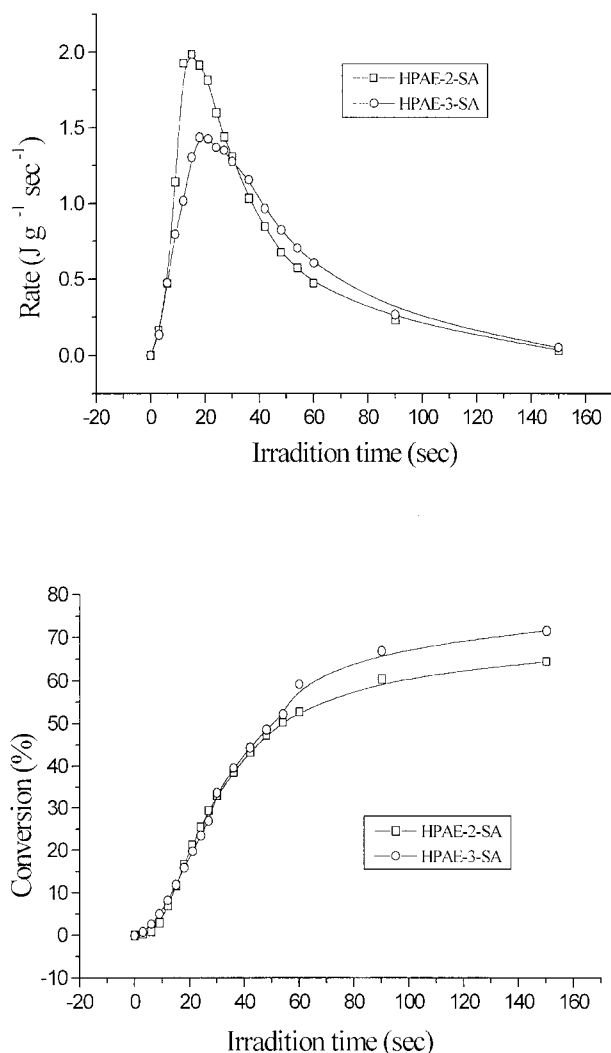 2.0
1.5
1.0
0.5
0.0
Rate (J g⁻¹ sec⁻¹)
HPAE-2-SA
HPAE-3-SA
-20 0 20 40 60 80 100 120 140 160
Irradition time (sec)
80
70
60
50
40
30
20
10
0
-10
Conversion (%)
HPAE-2-SA
HPAE-3-SA
-20 0 20 40 60 80 100 120 140 160
Irradition time (sec)